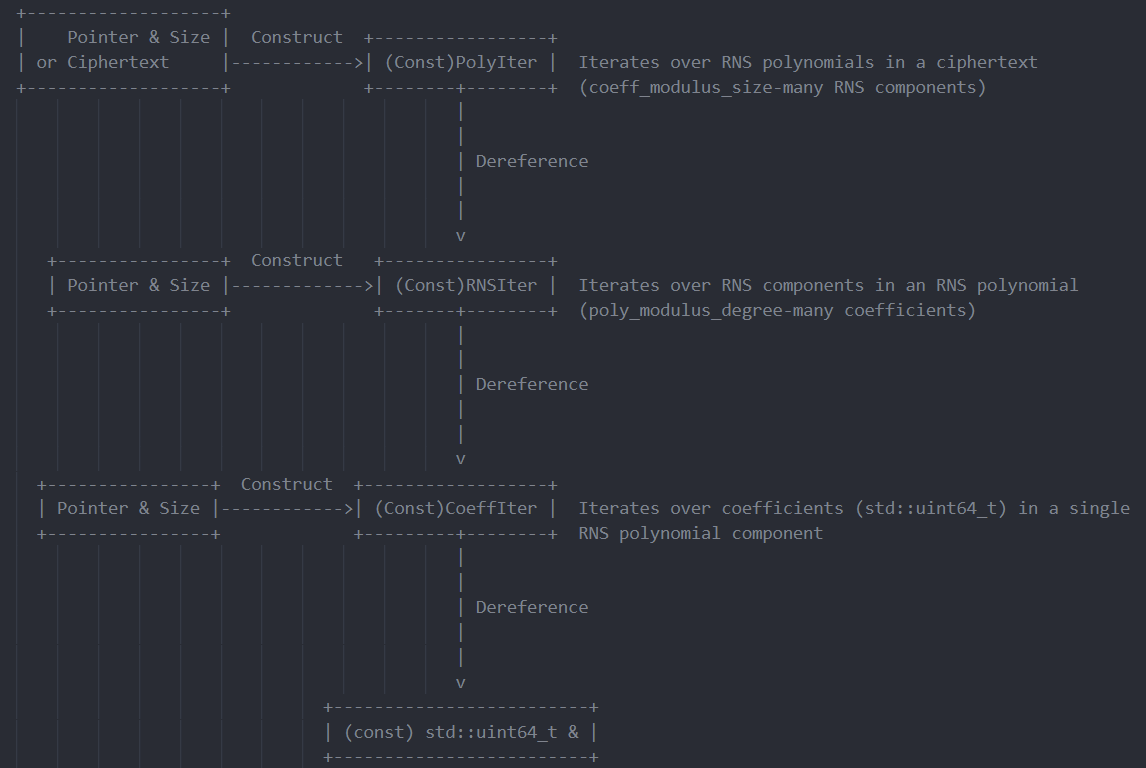 +-------------------+
|    Pointer & Size |  Construct  +-----------------+
| or Ciphertext     |------------>| (Const)PolyIter |  Iterates over RNS polynomials in a ciphertext
+-------------------+             +--------+--------+  (coeff_modulus_size-many RNS components)
                                           |
                                           |
                                           | Dereference
                                           |
                                           |
                                           v
   +----------------+  Construct   +----------------+
   | Pointer & Size |------------->| (Const)RNSIter |  Iterates over RNS components in an RNS polynomial
   +----------------+              +-------+--------+  (poly_modulus_degree-many coefficients)
                                           |
                                           |
                                           | Dereference
                                           |
                                           |
                                           v
  +----------------+  Construct  +------------------+
  | Pointer & Size |------------>| (Const)CoeffIter |  Iterates over coefficients (std::uint64_t) in a single
  +----------------+             +---------+--------+  RNS polynomial component
                                           |
                                           |
                                           | Dereference
                                           |
                                           |
                                           v
                              +-------------------------+
                              | (const) std::uint64_t & |
                              +-------------------------+